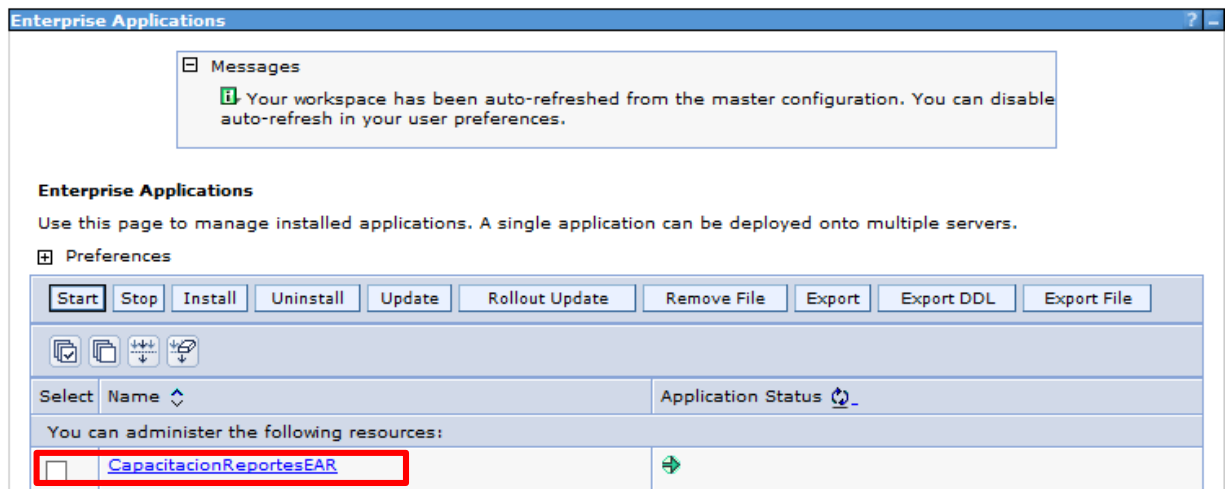 Enterprise Applications ? _
Messages
Your workspace has been auto-refreshed from the master configuration. You can disable
auto-refresh in your user preferences.
Enterprise Applications
Use this page to manage installed applications. A single application can be deployed onto multiple servers.
Preferences
Start Stop Install Uninstall Update Rollout Update Remove File Export Export DDL Export File
Select Name Application Status
You can administer the following resources:
CapacitacionReportesEAR